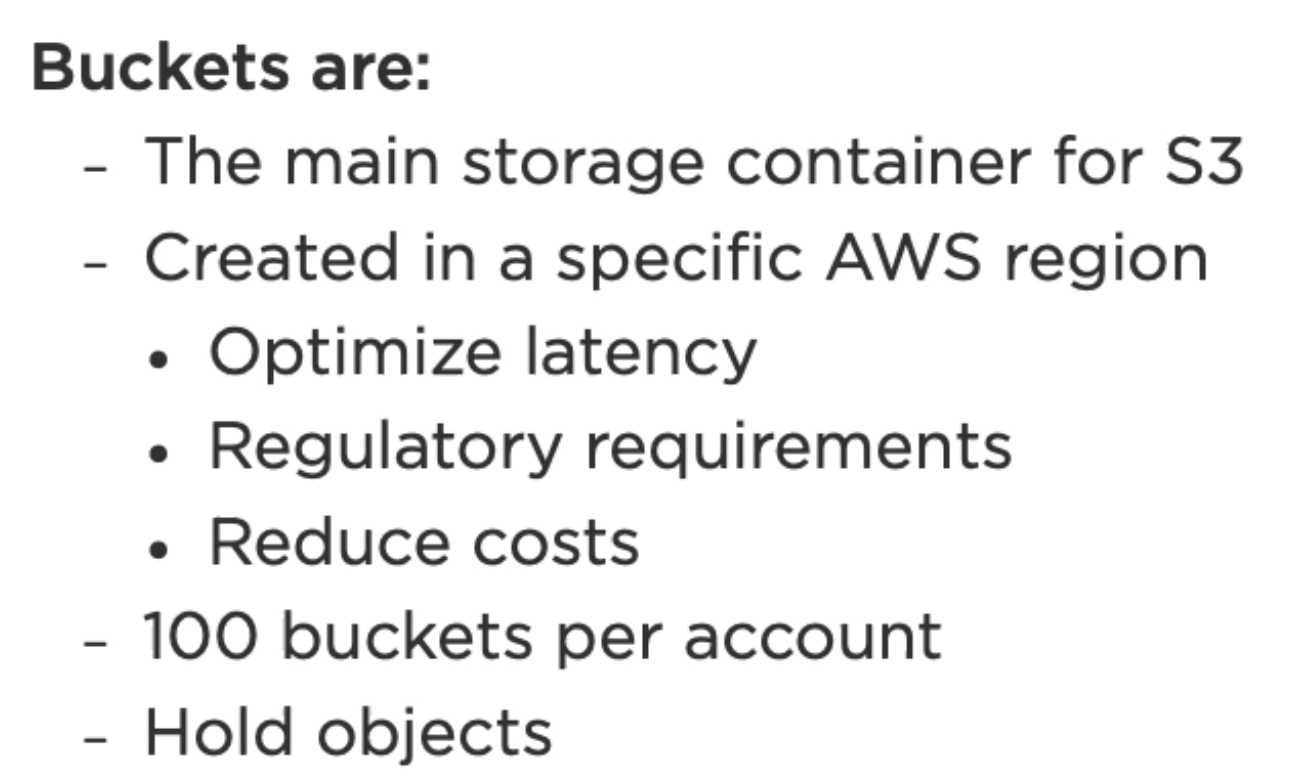 Buckets are:
- The main storage container for S3
- Created in a specific AWS region
• Optimize latency
• Regulatory requirements
• Reduce costs
- 100 buckets per account
- Hold objects